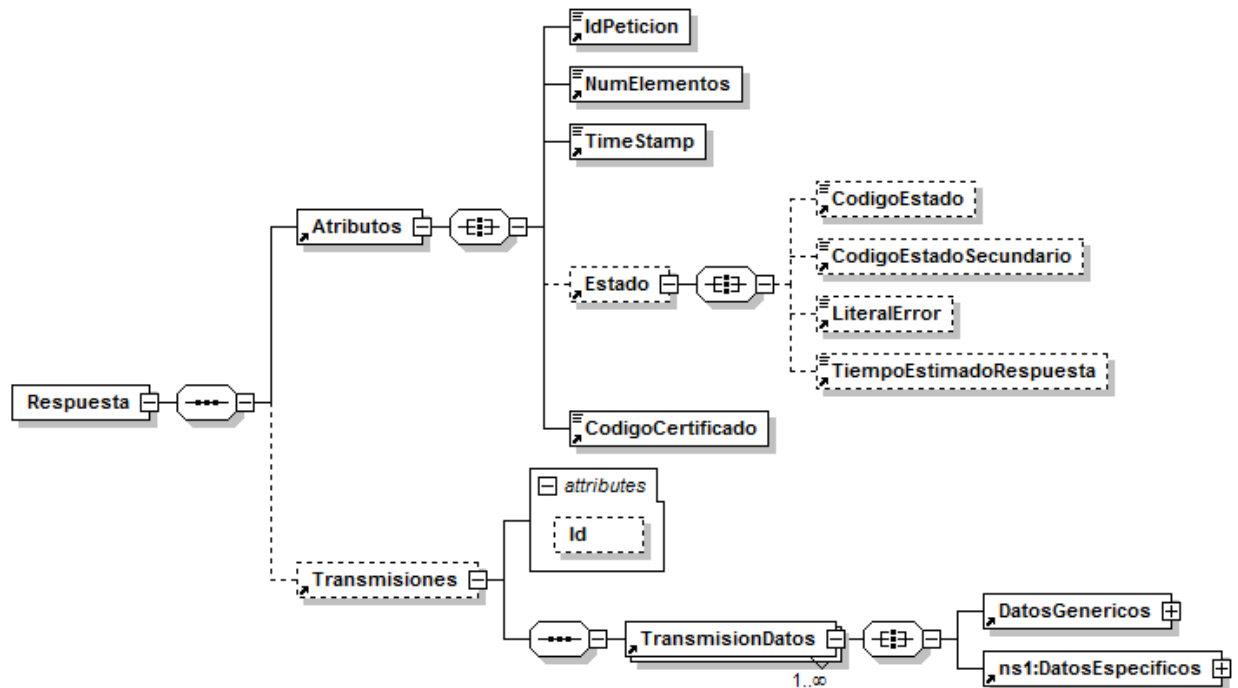 IdPeticion
NumElementos
TimeStamp
CodigoEstado
Atributos
CodigoEstadoSecundario
Estado
LiteralError
TiempoEstimadoRespuesta
Respuesta
CodigoCertificado
attributes
Id
Transmisiones
DatosGenericos
TransmisionDatos
1..∞
ns1:DatosEspecificos